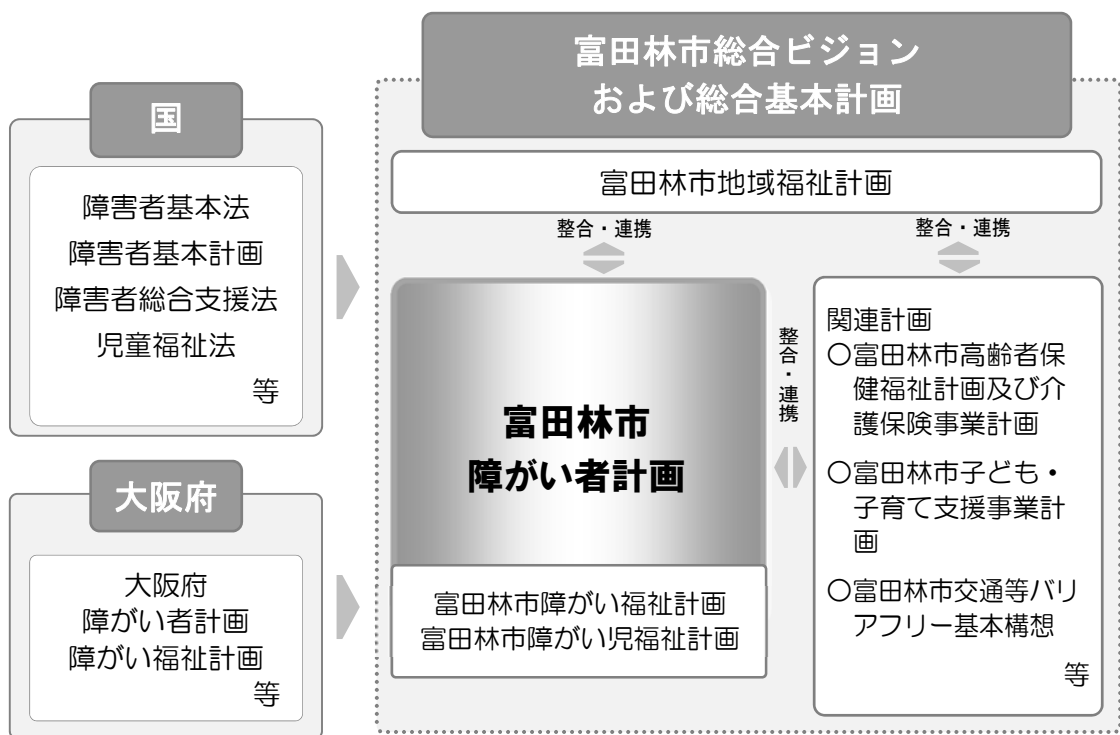 国
障害者基本法
障害者基本計画
障害者総合支援法
児童福祉法
等
大阪府
大阪府
障がい者計画
障がい福祉計画
等
富田林市総合ビジョン
および総合基本計画
富田林市地域福祉計画
整合・連携
整合・連携
富田林市
障がい者計画
富田林市障がい福祉計画
富田林市障がい児福祉計画
整合・連携
関連計画
○富田林市高齢者保
健福祉計画及び介
護保険事業計画
○富田林市子ども・
子育て支援事業計
画
○富田林市交通等バリ
アフリー基本構想
等